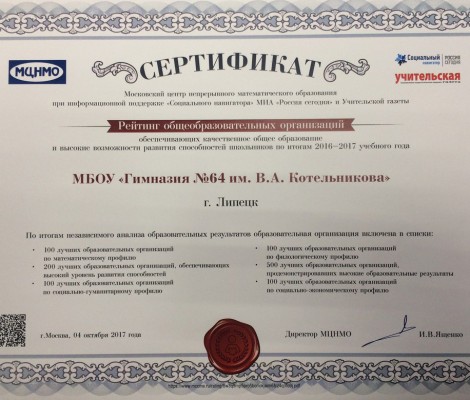 МЦНМО
СЕРТИФИКАТ
Социальный
навигатор
РОССИЯ
СЕГОДНЯ
УЧИТЕЛЬСКАЯ
Московский центр непрерывного математического образования
при информационной поддержке «Социального навигатора» МИА «Россия сегодня» и Учительской газеты
Рейтинг общеобразовательных организаций
обеспечивающих качественное общее образование
и высокие возможности развития способностей школьников по итогам 2016-2017 учебного года
МБОУ «Гимназия №64 им. В.А. Котельникова»
г. Липецк
По итогам независимого анализа образовательных результатов образовательная организация включена в списки:
• 100 лучших образовательных организаций
по математическому профилю
• 200 лучших образовательных организаций, обеспечивающих
высокий уровень развития способностей
• 100 лучших образовательных организаций
по социально-гуманитарному профилю
• 100 лучших образовательных организаций
по филологическому профилю
• 500 лучших образовательных организаций,
продемонстрировавших высокие образовательные результаты
• 100 лучших образовательных организаций
по социально-экономическому профилю
г.Москва, 04 октября 2017 года
Директор МЦНМО
И.В.Ященко